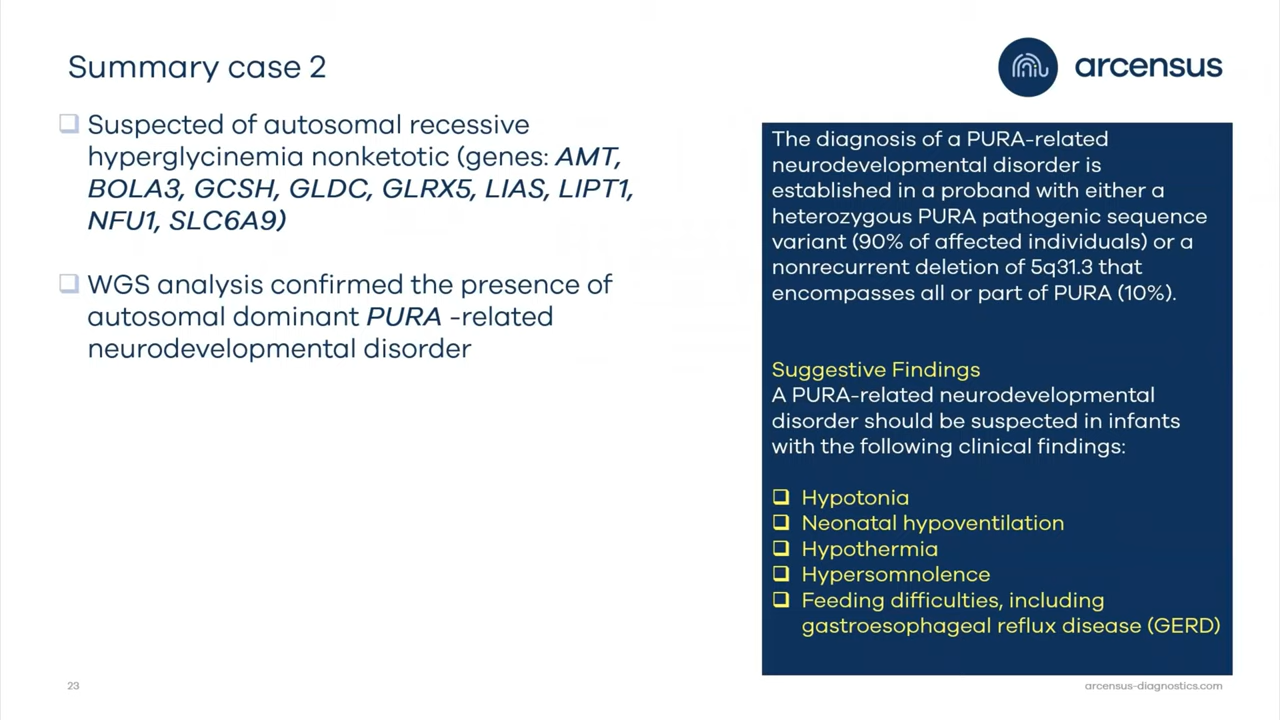 Summary case 2
arcensus
Suspected of autosomal recessive
hyperglycinemia nonketotic (genes: AMT,
BOLA3, GCSH, GLDC, GLRX5, LIAS, LIPT1,
NFU1, SLC6A9)
WGS analysis confirmed the presence of
autosomal dominant PURA -related
neurodevelopmental disorder
The diagnosis of a PURA-related
neurodevelopmental disorder is
established in a proband with either a
heterozygous PURA pathogenic sequence
variant (90% of affected individuals) or a
nonrecurrent deletion of 5q31.3 that
encompasses all or part of PURA (10%).
Suggestive Findings
A PURA-related neurodevelopmental
disorder should be suspected in infants
with the following clinical findings:
Hypotonia
Neonatal hypoventilation
Hypothermia
Hypersomnolence
Feeding difficulties, including
gastroesophageal reflux disease (GERD)
23
arcensus-diagnostics.com